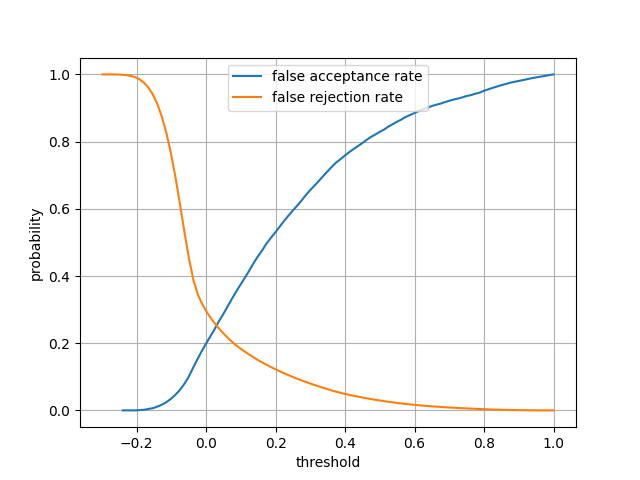 false acceptance rate
false rejection rate
1.0
0.8
0.6
0.4
0.2
0.0
probability
−0.2 0.0 0.2 0.4 0.6 0.8 1.0
threshold